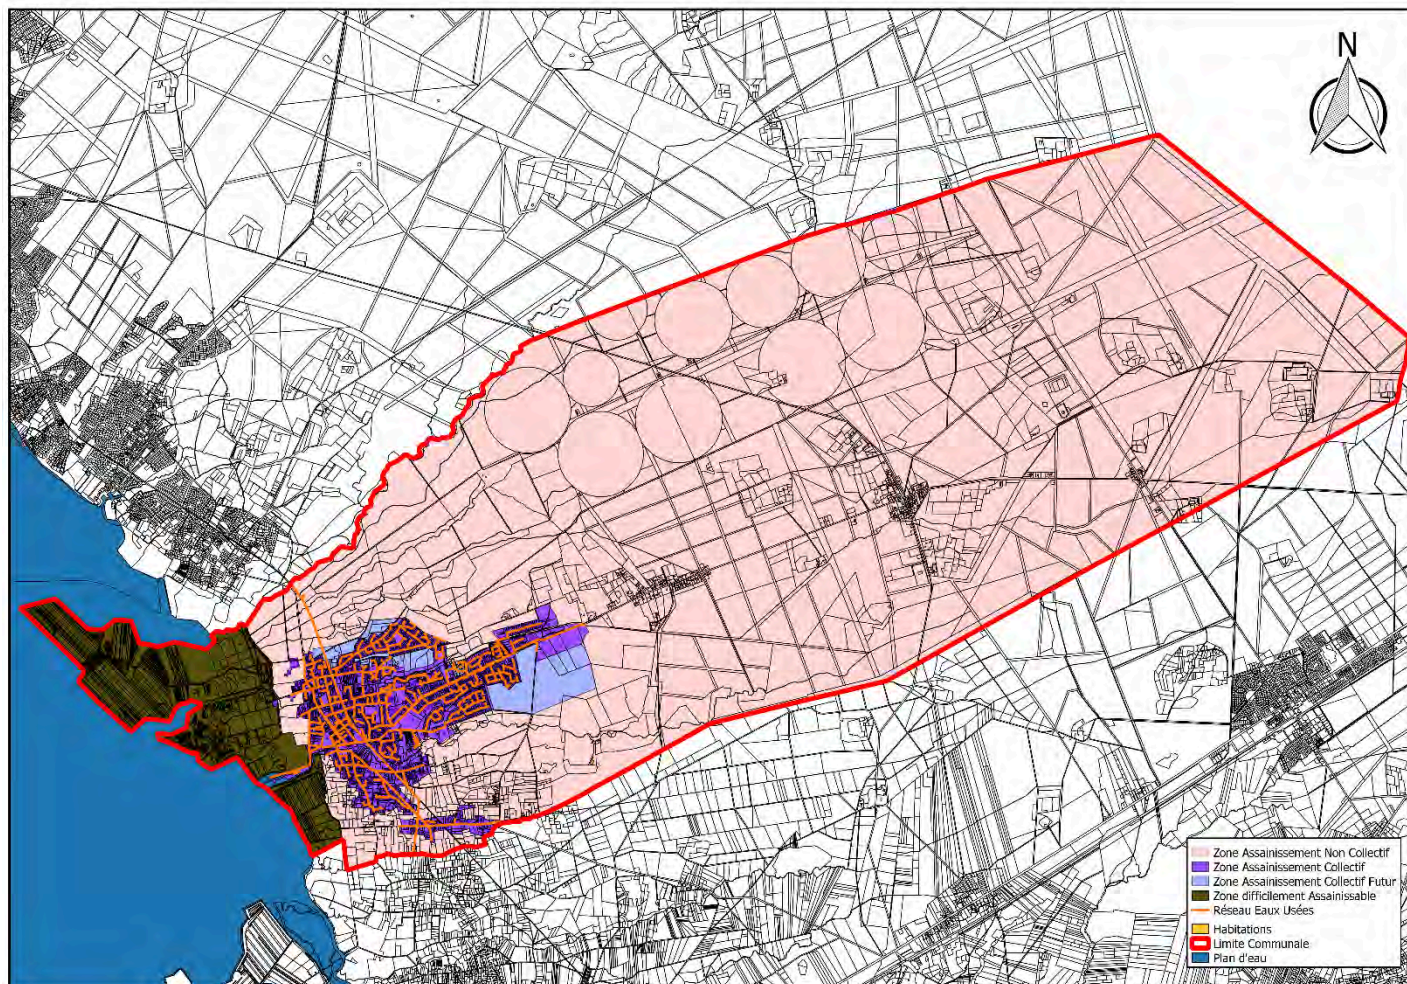 N
Zone Assainissement Non Collectif
Zone Assainissement Collectif
Zone Assainissement Collectif Futur
Zone difficilement Assainissable
Réseau Eaux Usées
Habitations
Limite Communale
Plan d'eau